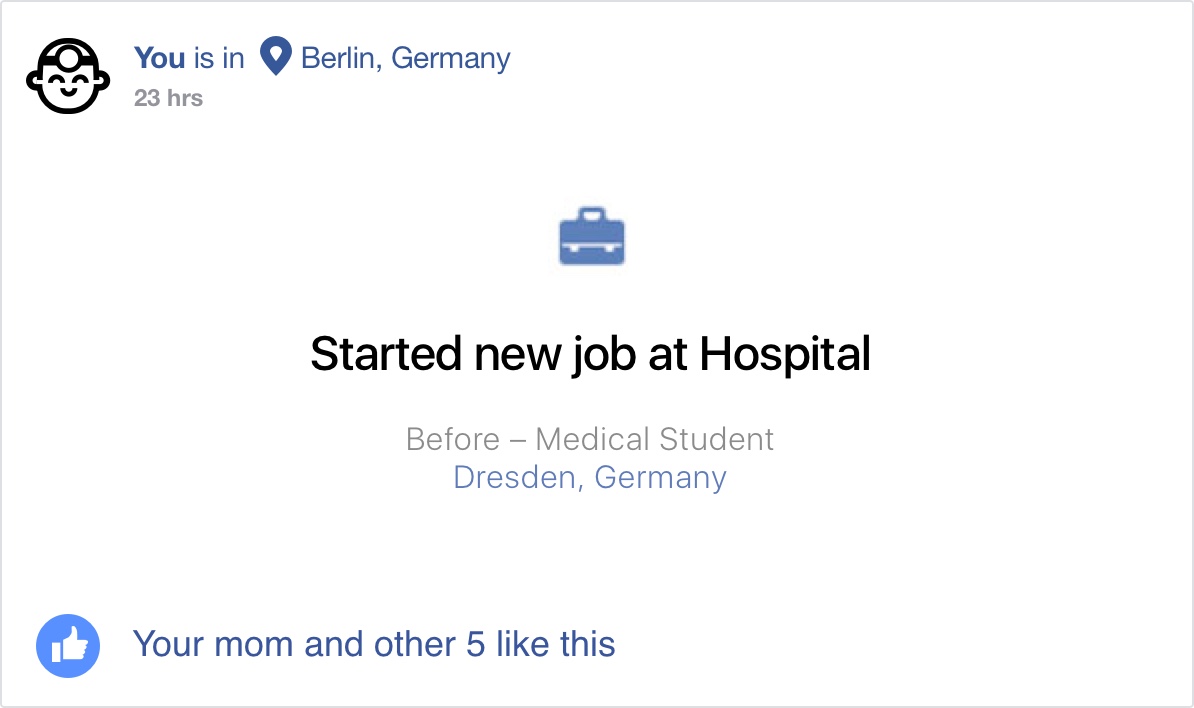 You is in Berlin, Germany
23 hrs
Started new job at Hospital
Before – Medical Student
Dresden, Germany
Your mom and other 5 like this